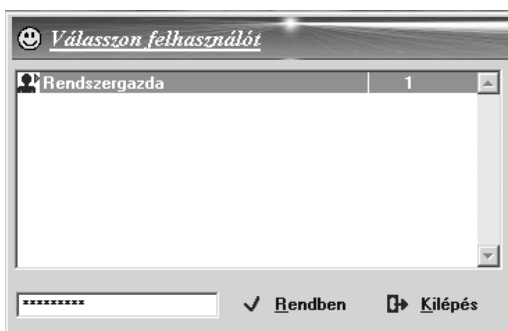 Válasszon felhasználót
Rendszergazda 1
********* Rendben Kilépés